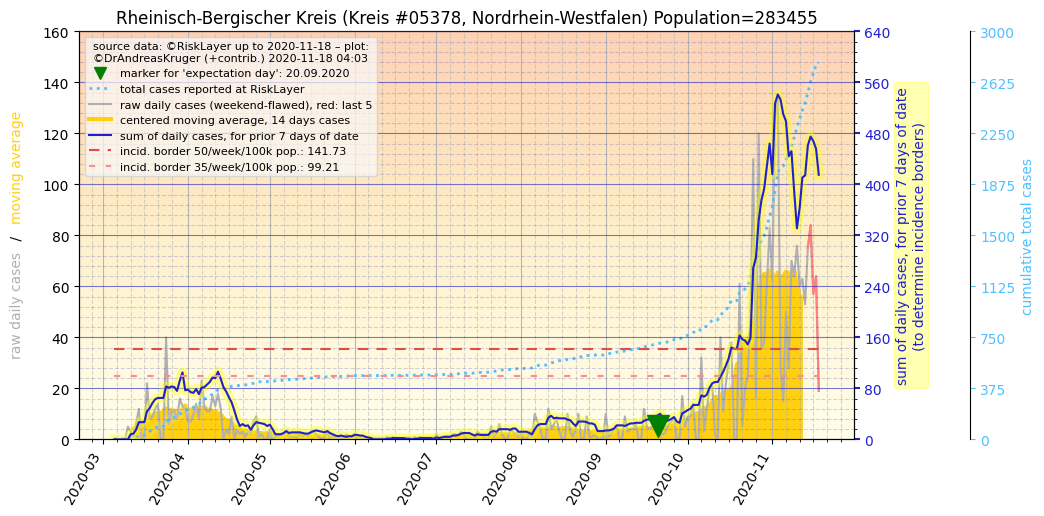 Rheinisch-Bergischer Kreis (Kreis #05378, Nordrhein-Westfalen) Population=283455
source data: ©RiskLayer up to 2020-11-18 – plot:
©DrAndreasKruger (+contrib.) 2020-11-18 04:03
marker for 'expectation day': 20.09.2020
total cases reported at RiskLayer
raw daily cases (weekend-flawed), red: last 5
centered moving average, 14 days cases
sum of daily cases, for prior 7 days of date
incid. border 50/week/100k pop.: 141.73
incid. border 35/week/100k pop.: 99.21
raw daily cases / moving average
160
140
120
100
80
60
40
20
0
640
560
480
400
320
240
160
80
0
sum of daily cases, for prior 7 days of date
(to determine incidence borders)
3000
2625
2250
1875
1500
1125
750
375
0
cumulative total cases
2020-03
2020-04
2020-05
2020-06
2020-07
2020-08
2020-09
2020-10
2020-11